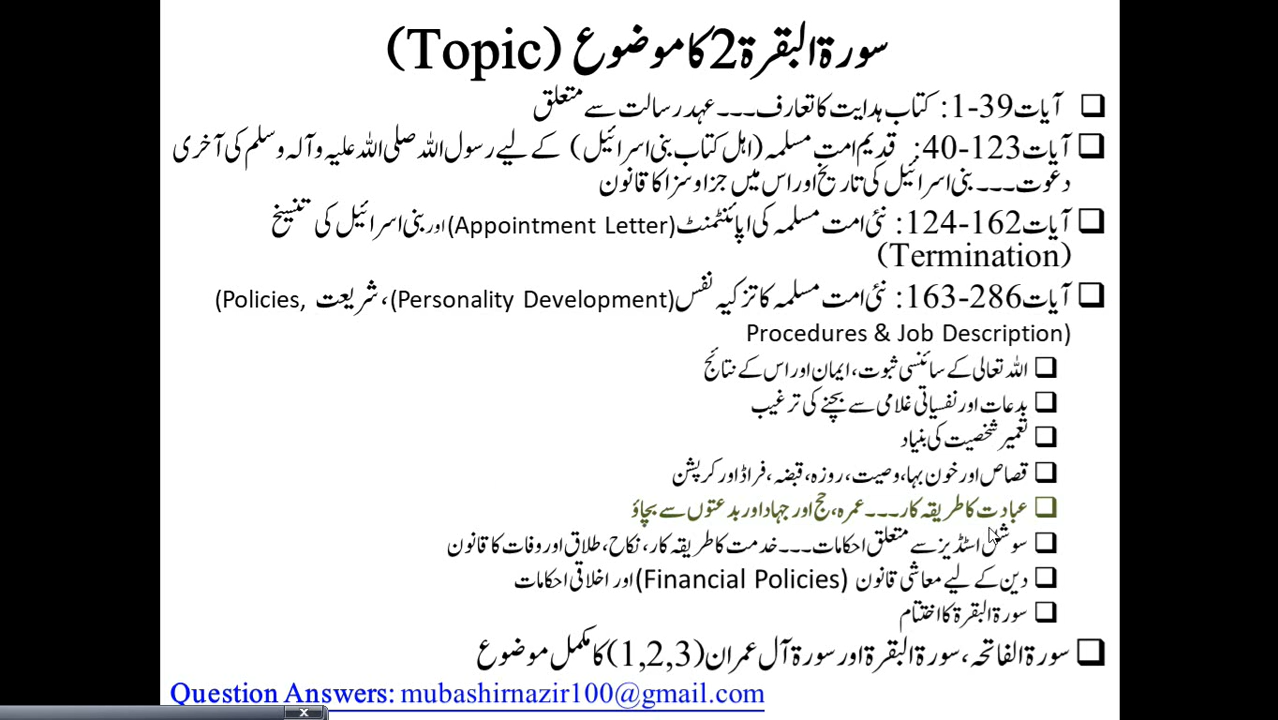 سورۃ البقرۃ 2 کا موضوع (Topic)
آیات 39-1: کتاب ہدایت کا تعارف۔۔۔ عہد رسالت سے متعلق
آیات 123-40: قدیم امت مسلمہ (اہل کتاب بنی اسرائیل) کے لیے رسول اللہ صلی اللہ علیہ وآلہ وسلم کی آخری
دعوت۔۔۔ بنی اسرائیل کی تاریخ اور اس میں جزا و سزا کا قانون
آیات 162-124: نئی امت مسلمہ کی اپائنٹمنٹ (Appointment Letter) اور بنی اسرائیل کی تنسیخ
(Termination)
آیات 286-163: نئی امت مسلمہ کا تزکیہ نفس (Personality Development)، شریعت (Policies,
Procedures & Job Description)
اللہ تعالی کے سائنسی ثبوت، ایمان اور اس کے نتائج
بدعات اور نفسیاتی غلامی سے بچنے کی ترغیب
تعمیر شخصیت کی بنیاد
قصاص اور خون بہا، وصیت، روزہ، قبضہ، فراڈ اور کرپشن
عبادت کا طریقہ کار۔۔۔ عمرہ، حج اور جہاد اور بدعتوں سے بچاؤ
سوشل اسٹڈیز سے متعلق احکامات۔۔۔ خدمت کا طریقہ کار، نکاح، طلاق اور وفات کا قانون
دین کے لیے معاشی قانون (Financial Policies) اور اخلاقی احکامات
سورۃ البقرۃ کا اختتام
سورۃ الفاتحہ، سورۃ البقرۃ اور سورۃ آل عمران (1,2,3) کا مکمل موضوع
Question Answers: mubashirnazir100@gmail.com